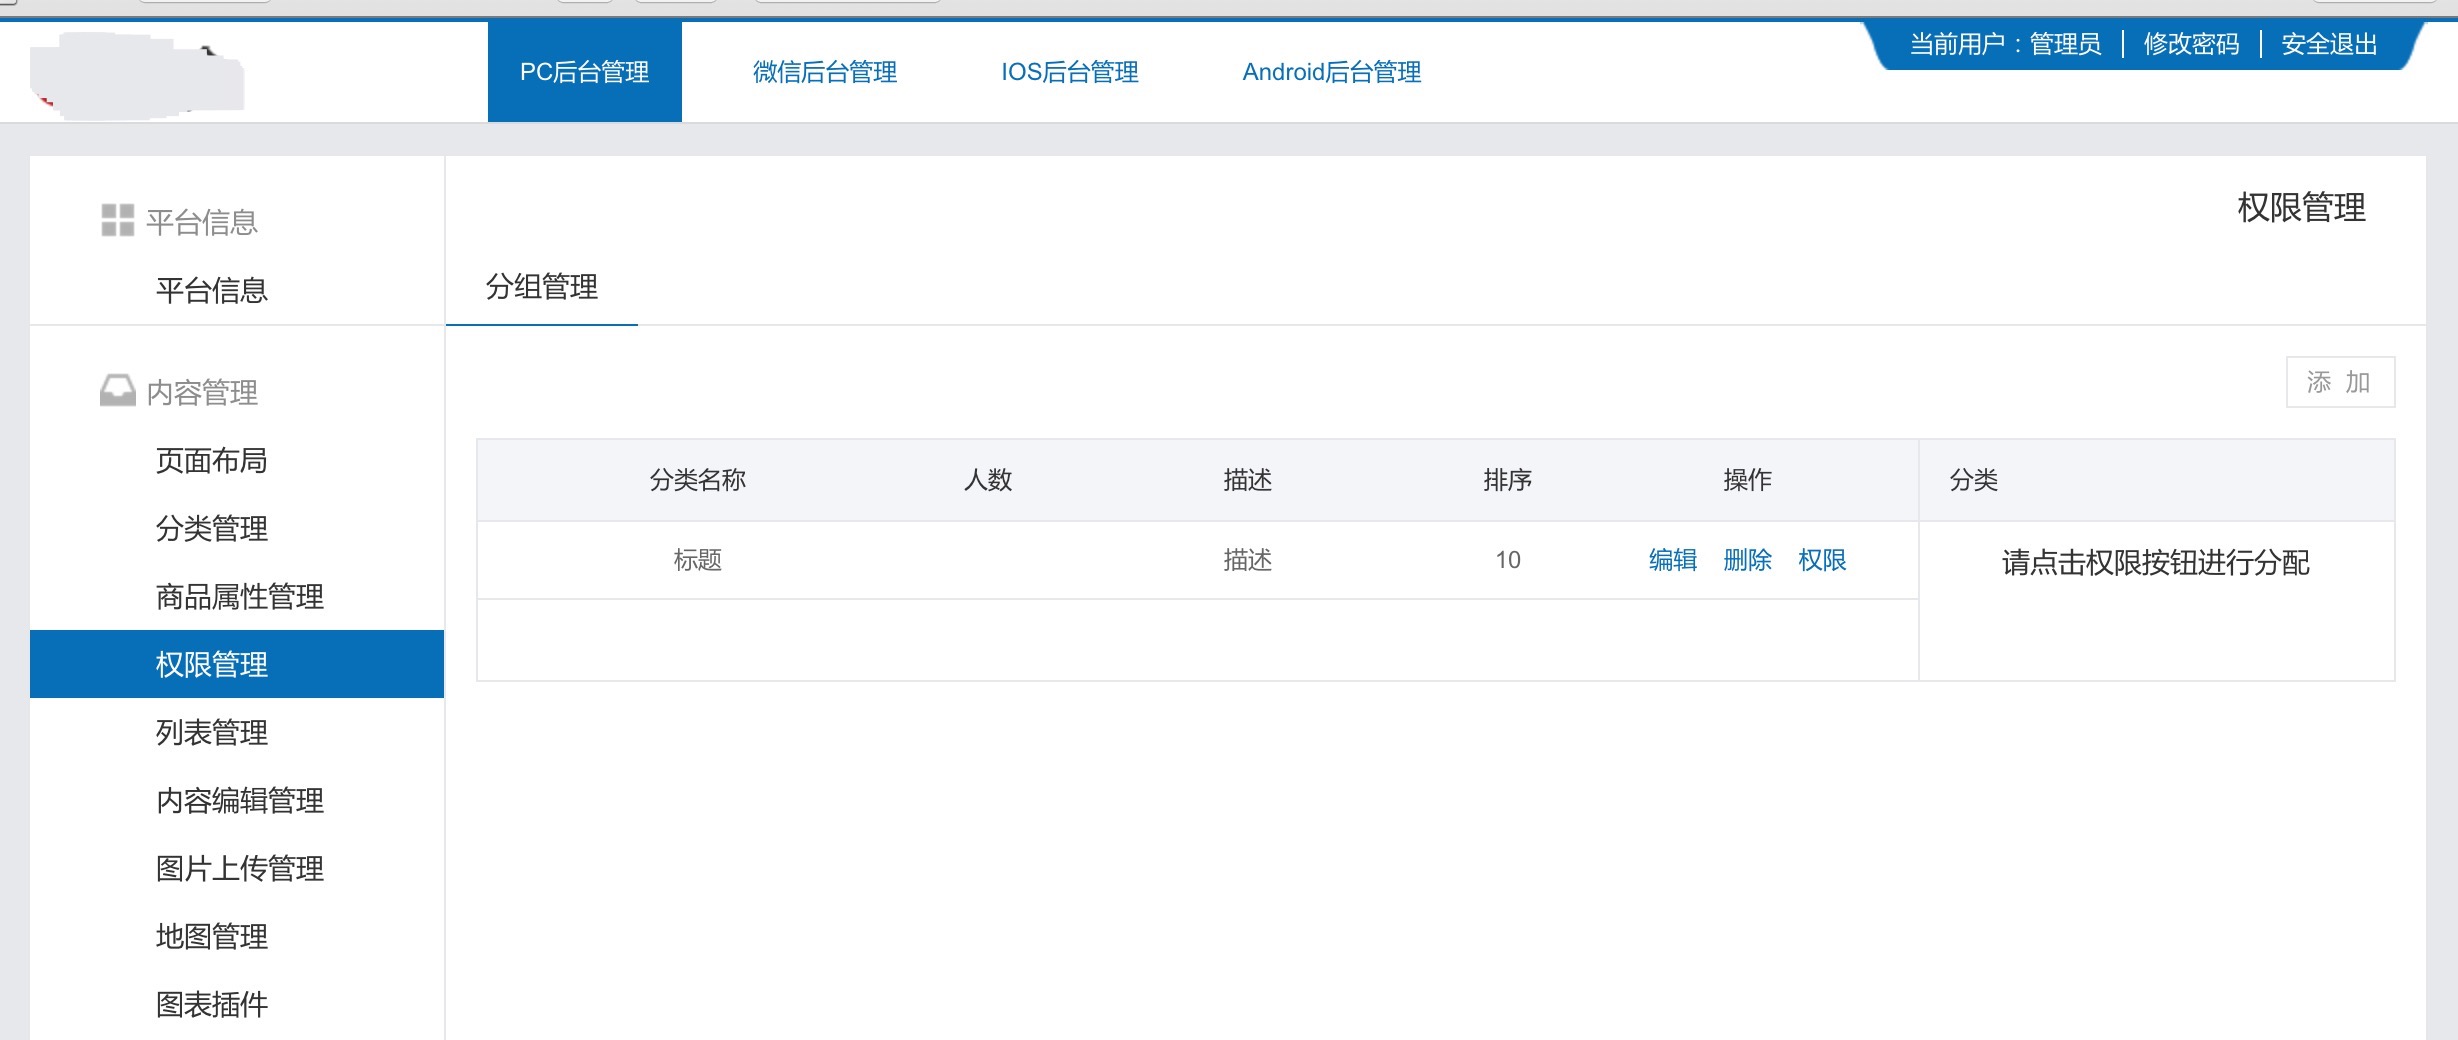 PC后台管理 微信后台管理 IOS后台管理 Android后台管理
当前用户：管理员 修改密码 安全退出
平台信息
平台信息
内容管理
页面布局
分类管理
商品属性管理
权限管理
列表管理
内容编辑管理
图片上传管理
地图管理
图表插件
权限管理
分组管理
添 加
分类名称 人数 描述 排序 操作 分类
标题 描述 10 编辑 删除 权限 请点击权限按钮进行分配